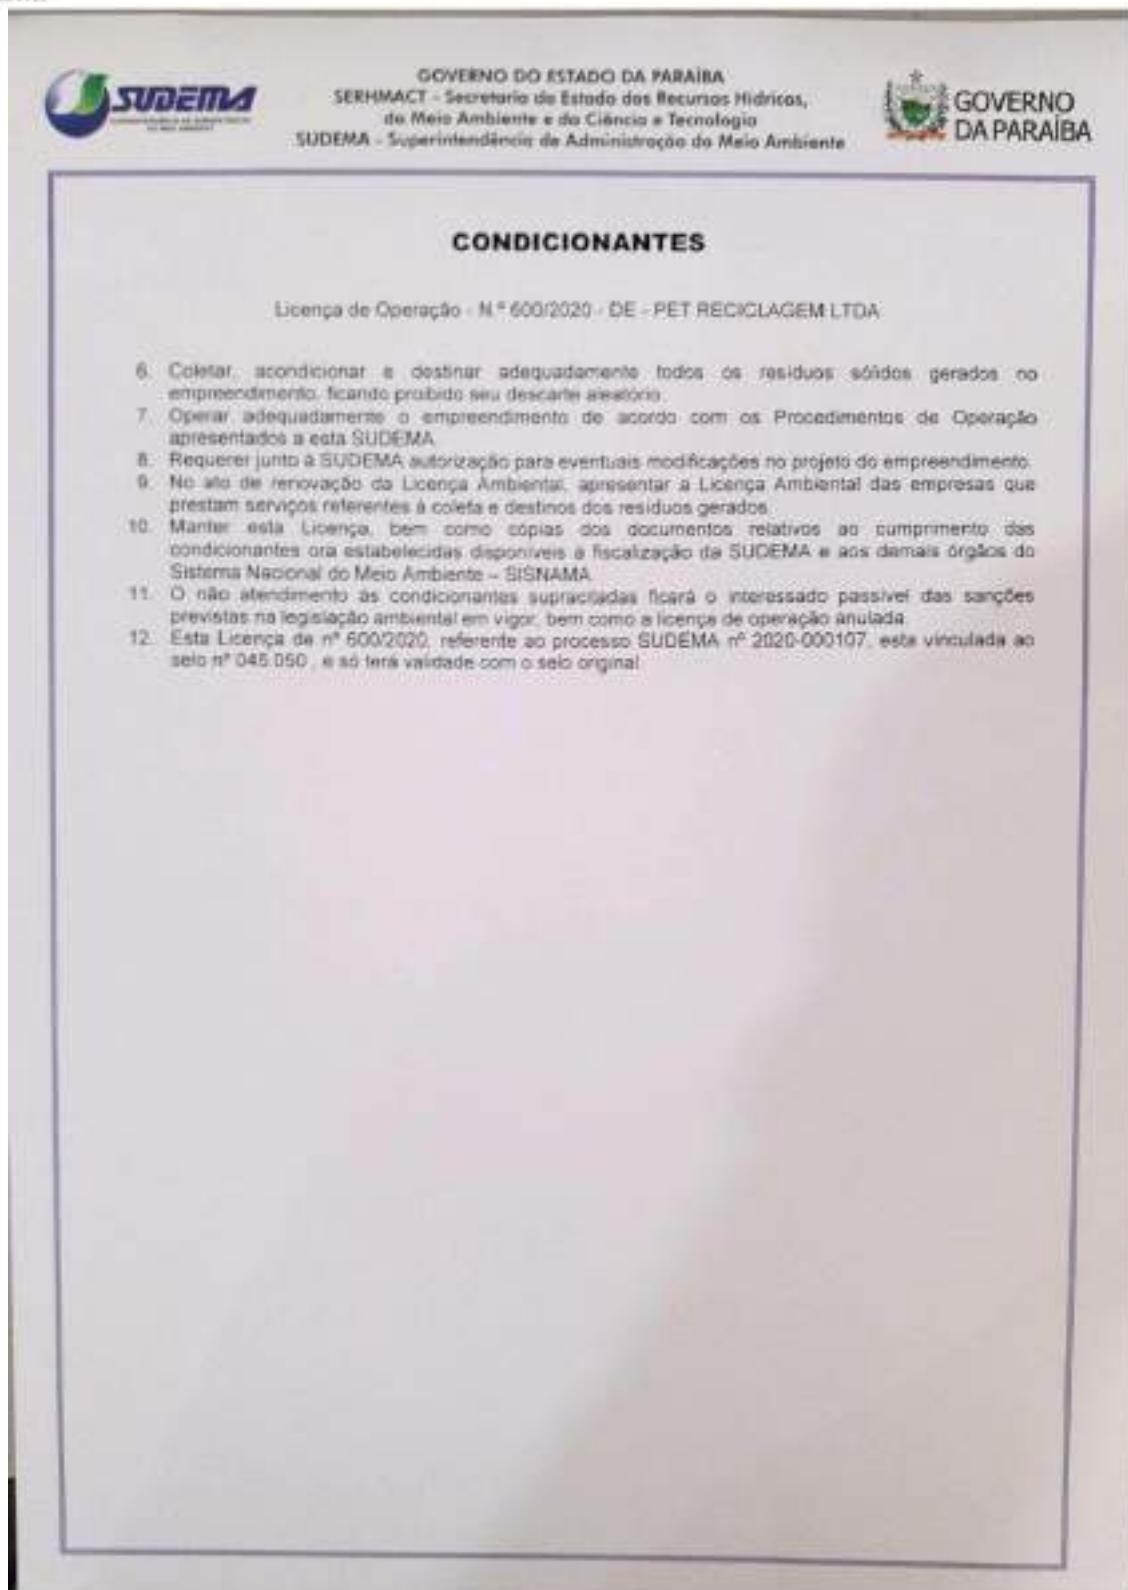 SUDEMA
GOVERNO DO ESTADO DA PARAÍBA
SERHMACT - Secretaria de Estado dos Recursos Hídricos,
do Meio Ambiente e da Ciência e Tecnologia
SUDEMA - Superintendência de Administração do Meio Ambiente
GOVERNO
DA PARAÍBA
CONDICIONANTES
Licença de Operação - N.º 600/2020 - DE - PET RECICLAGEM LTDA
6. Coletar, acondicionar e destinar adequadamente todos os resíduos sólidos gerados no
empreendimento, ficando proibido seu descarte aleatório.
7. Operar adequadamente o empreendimento de acordo com os Procedimentos de Operação
apresentados a esta SUDEMA.
8. Requerer junto à SUDEMA autorização para eventuais modificações no projeto do empreendimento.
9. No ato de renovação da Licença Ambiental, apresentar a Licença Ambiental das empresas que
prestam serviços referentes à coleta e destinos dos resíduos gerados.
10. Manter esta Licença, bem como cópias dos documentos relativos ao cumprimento das
condicionantes ora estabelecidas disponíveis a fiscalização da SUDEMA e aos demais órgãos do
Sistema Nacional do Meio Ambiente – SISNAMA.
11. O não atendimento às condicionantes supracitadas ficará o interessado passível das sanções
previstas na legislação ambiental em vigor, bem como a licença de operação anulada.
12. Esta Licença de nº 600/2020, referente ao processo SUDEMA nº 2020-000107, esta vinculada ao
selo nº 045.050 , e só terá validade com o selo original.